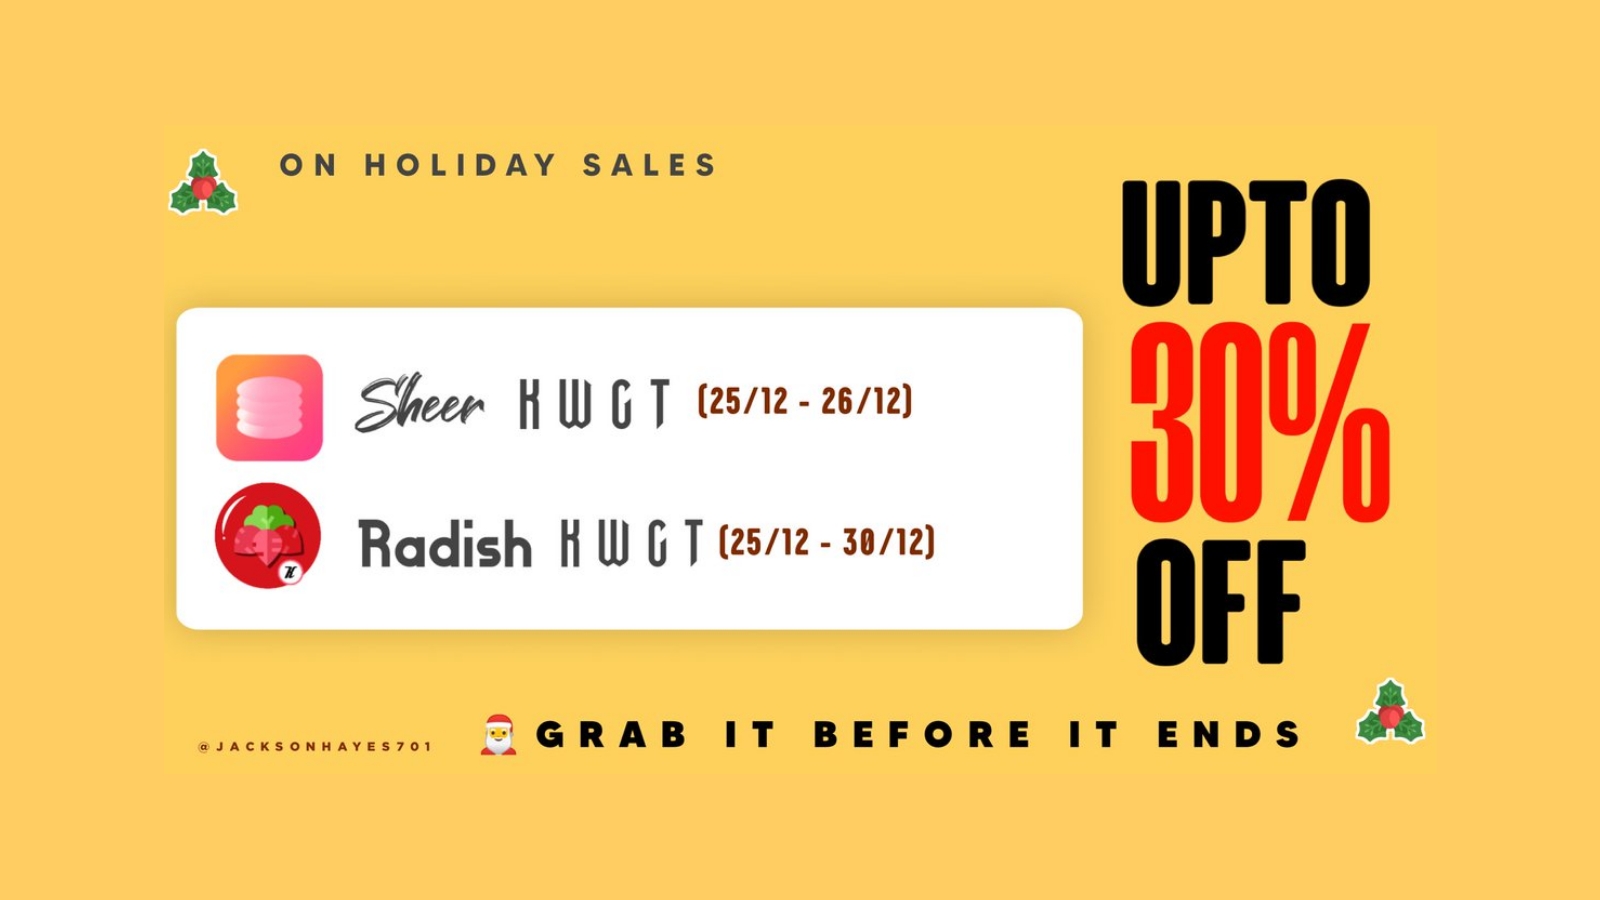 ON HOLIDAY SALES
Sheer KWGT (25/12 - 26/12)
Radish KWGT (25/12 - 30/12)
UPTO
30%
OFF
@JACKSONHAYES701
GRAB IT BEFORE IT ENDS